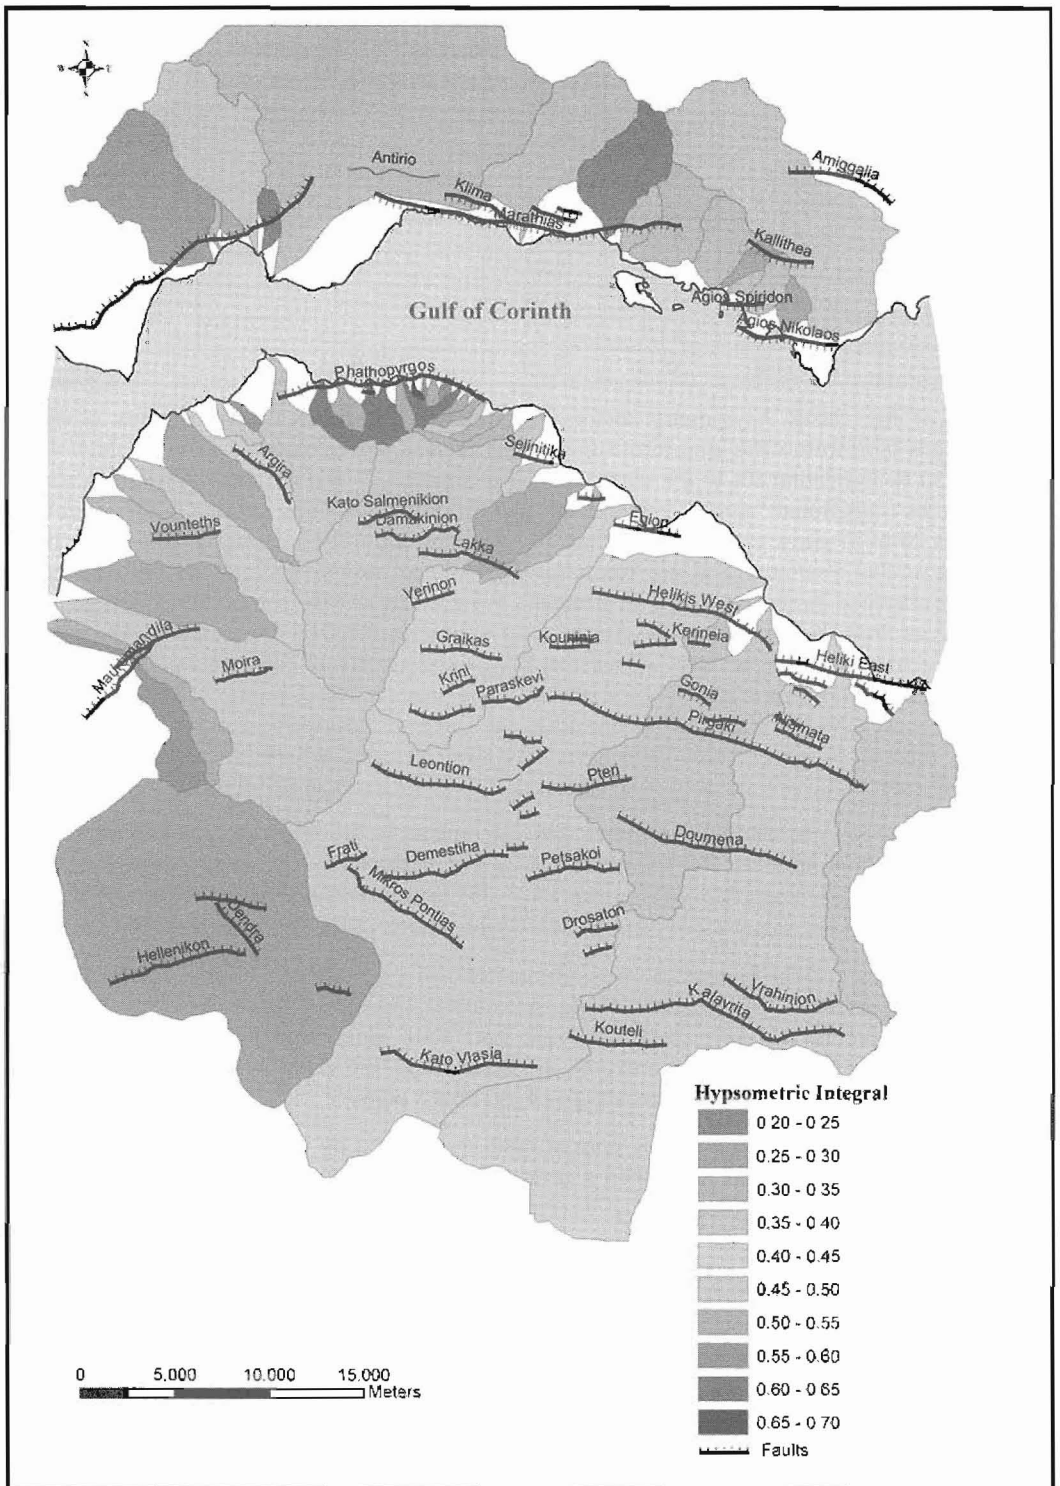 N
W
Antirio
Klima
Marathias
Amiggalia
Kallithea
Agios Spiridon
Agios Nikolaos
Gulf of Corinth
Phathopyrgos
Argira
Selinitika
Kato Salmenikion
Damakinion
Vounteths
Lakka
Egion
Verinon
Helikis West
Mauromandila
Graikas
Kouninia
Kerineia
Moira
Heliki East
Krini
Paraskevi
Gonia
Pirgaki
Leontion
Pteri
Doumena
Frati
Demestiha
Petsakoi
Mikros Pontias
Dendra
Drosaton
Hellenikon
Vrahinion
Kalavrita
Kouteli
Kato Vlasia
Hypsometric Integral
0 20 - 0 25
0.25 - 0 30
0.30 - 0 35
0.35 - 0 40
0.40 - 0.45
0.45 - 0.50
0.50 - 0.55
0.55 - 0.60
0.60 - 0 65
0.65 - 0 70
Faults
0 5.000 10.000 15.000
Meters